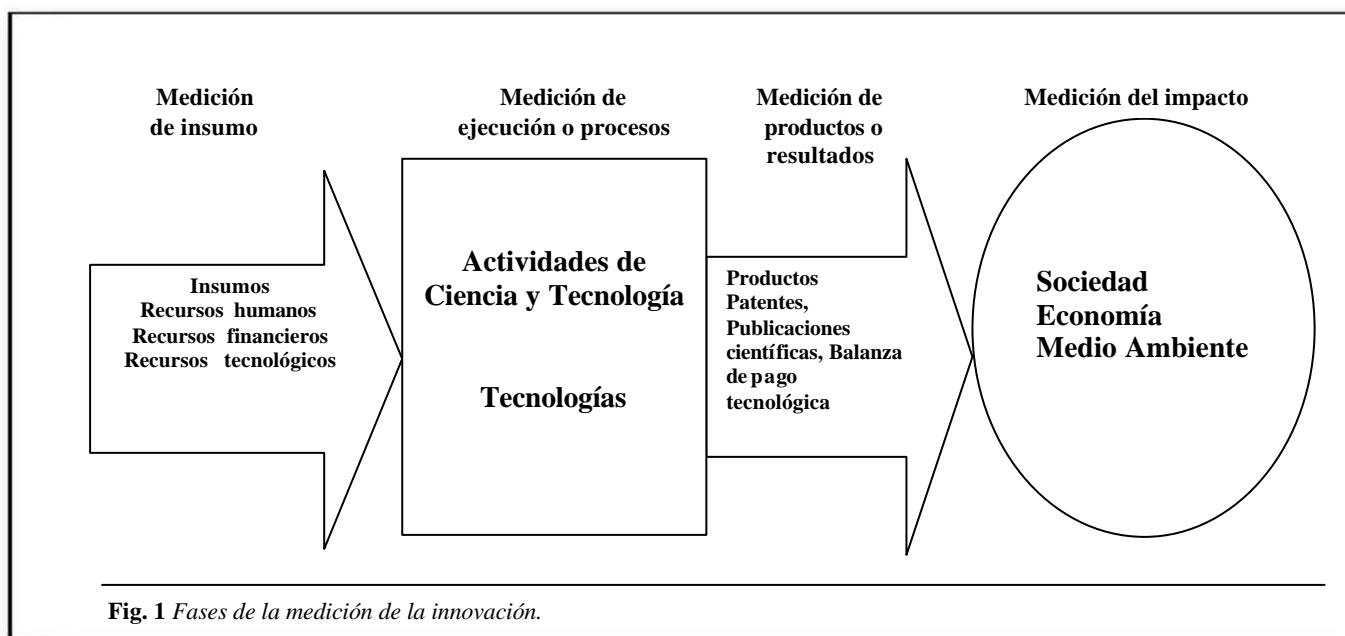 Medición
de insumo
Medición de
ejecución o procesos
Medición de
productos o
resultados
Medición del impacto
Insumos
Recursos humanos
Recursos financieros
Recursos tecnológicos
Actividades de
Ciencia y Tecnología
Tecnologías
Productos
Patentes,
Publicaciones
científicas, Balanza
de pago
tecnológica
Sociedad
Economía
Medio Ambiente
Fig. 1 Fases de la medición de la innovación.